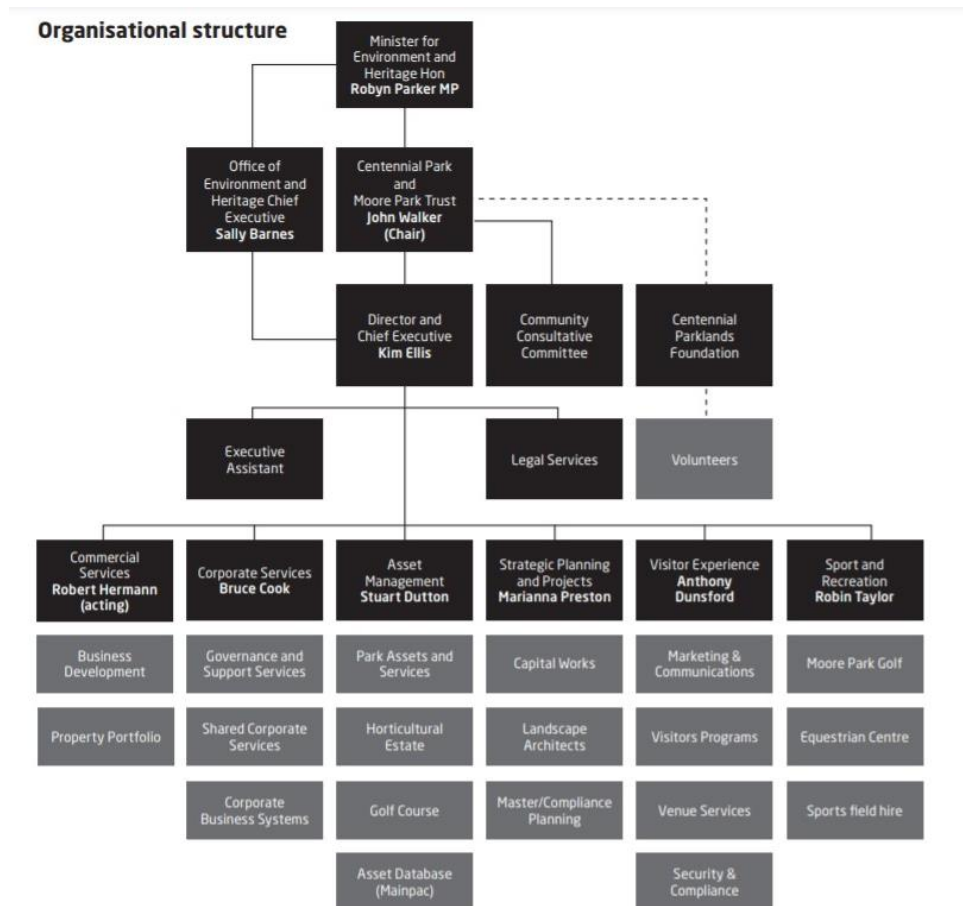 Organisational structure
Minister for
Environment and
Heritage Hon
Robyn Parker MP
Office of
Environment and
Heritage Chief
Executive
Sally Barnes
Centennial Park
and
Moore Park Trust
John Walker
(Chair)
Director and
Chief Executive
Kim Ellis
Community
Consultative
Committee
Centennial
Parklands
Foundation
Executive
Assistant
Legal Services
Volunteers
Commercial
Services
Robert Hermann
(acting)
Corporate Services
Bruce Cook
Asset
Management
Stuart Dutton
Strategic Planning
and Projects
Marianna Preston
Visitor Experience
Anthony
Dunsford
Sport and
Recreation
Robin Taylor
Business
Development
Governance and
Support Services
Park Assets and
Services
Capital Works
Marketing &
Communications
Moore Park Golf
Property Portfolio
Shared Corporate
Services
Horticultural
Estate
Landscape
Architects
Visitors Programs
Equestrian Centre
Corporate
Business Systems
Golf Course
Master/Compliance
Planning
Venue Services
Sports field hire
Asset Database
(Mainpac)
Security &
Compliance